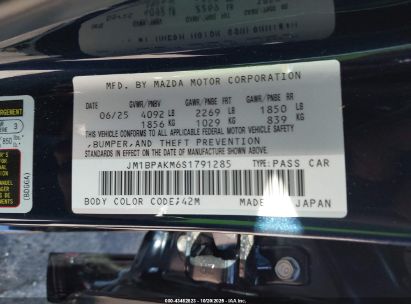 MFD. BY MAZDA MOTOR CORPORATION
06/25 GVWR/PNBV 4092 LB 1856 KG
GAWR/PNBE FRT 2269 LB 1029 KG
GAWR/PNBE RR 1850 LB 839 KG
THIS VEHICLE CONFORMS TO ALL APPLICABLE FEDERAL MOTOR VEHICLE SAFETY
,BUMPER,AND THEFT PREVENTION
STANDARDS IN EFFECT ON THE DATE OF MANUFACTURE SHOWN ABOVE.
JM1BPAKM6S1791285 TYPE:PASS CAR
BODY COLOR CODE:42M MADE JAPAN
(BDGCA)